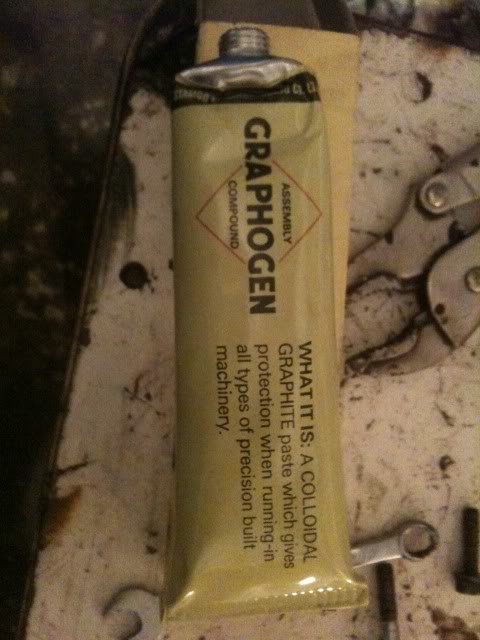 ASSEMBLY
GRAPHOGEN
COMPOUND
WHAT IT IS: A COLLOIDAL
GRAPHITE paste which gives
protection when running-in
all types of precision built
machinery.